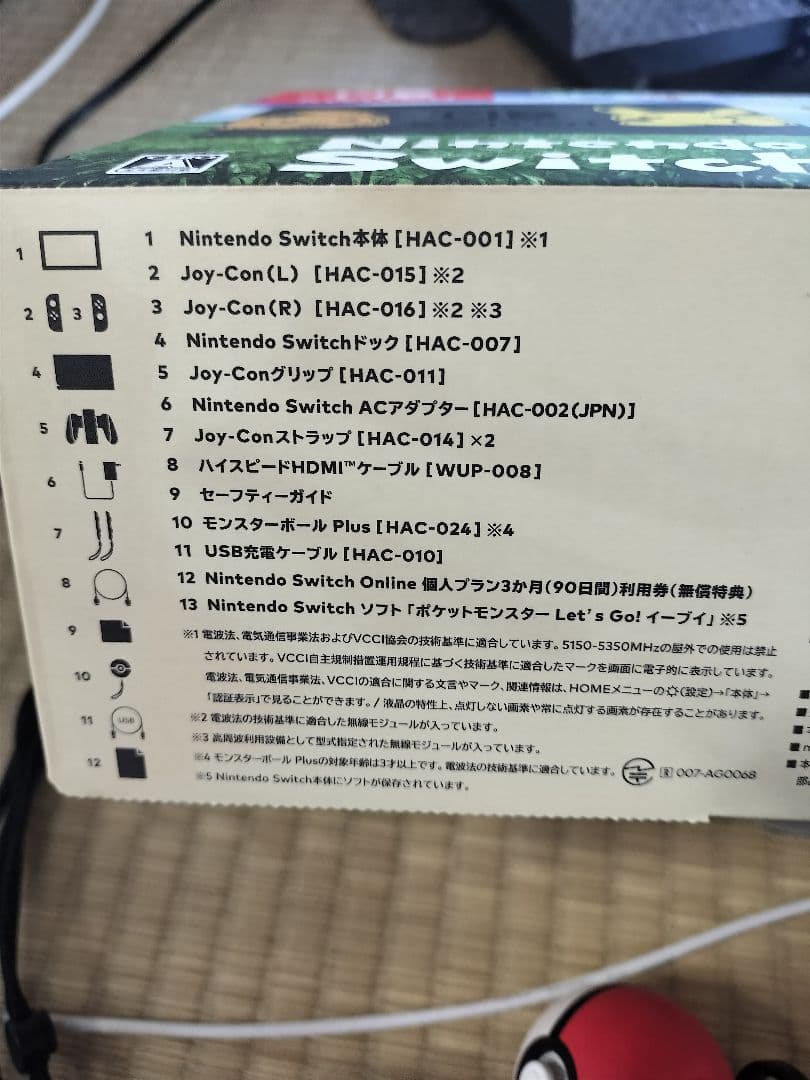 Nintendo
Switch
1 Nintendo Switch本体[HAC-001]※1
2 Joy-Con(L) [HAC-015]※2
3 Joy-Con(R) [HAC-016]※2 ※3
4 Nintendo Switchドック[HAC-007]
5 Joy-Conグリップ[HAC-011]
6 Nintendo Switch ACアダプター[HAC-002(JPN)]
7 Joy-Conストラップ[HAC-014]×2
8 ハイスピードHDMI™ケーブル[WUP-008]
9 セーフティーガイド
10 モンスターボール Plus[HAC-024]※4
11 USB充電ケーブル[HAC-010]
12 Nintendo Switch Online 個人プラン3か月(90日間)利用券(無償特典)
13 Nintendo Switch ソフト「ポケットモンスター Let's Go! イーブイ」※5
1
2 3
4
5
6
7
8
9
10
11 USB
12
※1 電波法、電気通信事業法およびVCCI協会の技術基準に適合しています。5150-5350MHzの屋外での使用は禁止
されています。VCCI自主規制措置運用規程に基づく技術基準に適合したマークを画面に電子的に表示しています。
電波法、電気通信事業法、VCCIの適合に関する文言やマーク、関連情報は、HOMEメニューの(設定)→「本体」→
「認証表示」で見ることができます。/ 液晶の特性上、点灯しない画素や常に点灯する画素が存在することがあります。
※2 電波法の技術基準に適合した無線モジュールが入っています。
※3 高周波利用設備として型式指定された無線モジュールが入っています。
※4 モンスターボール Plusの対象年齢は3才以上です。電波法の技術基準に適合しています。 R 007-AG0068
※5 Nintendo Switch本体にソフトが保存されています。